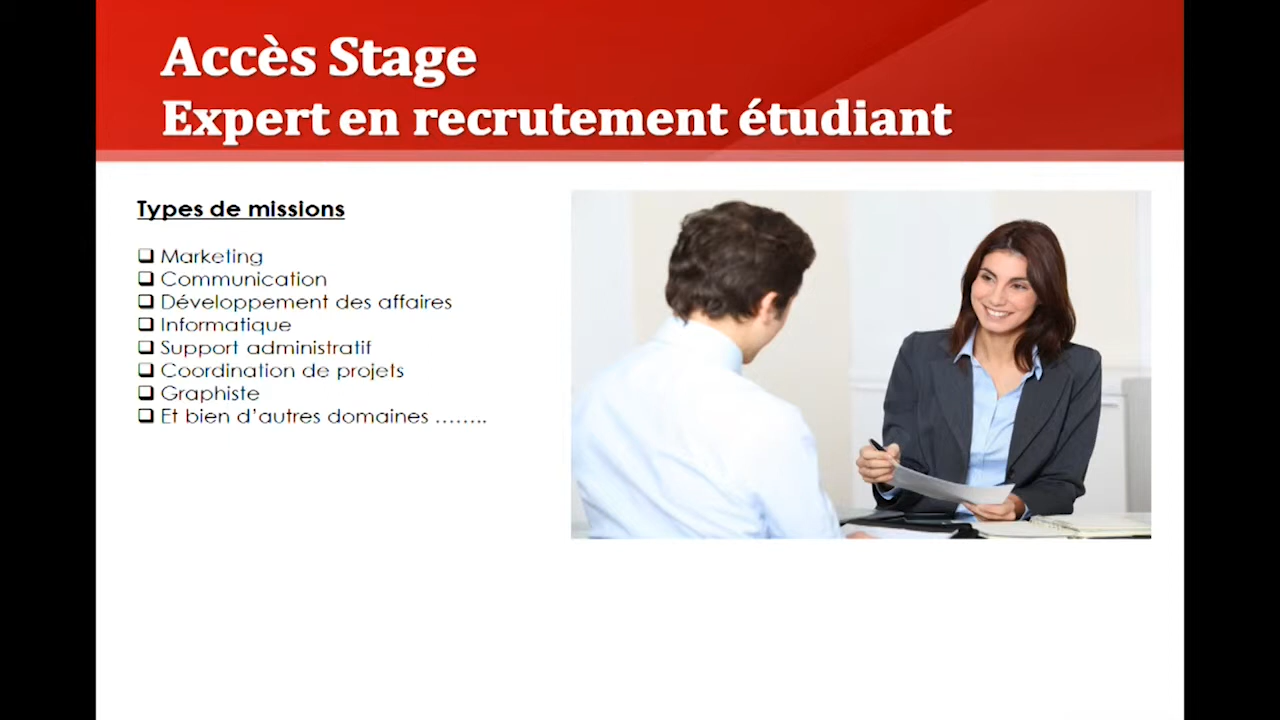 Accès Stage
Expert en recrutement étudiant
Types de missions
❑ Marketing
❑ Communication
❑ Développement des affaires
❑ Informatique
❑ Support administratif
❑ Coordination de projets
❑ Graphiste
❑ Et bien d’autres domaines ……..